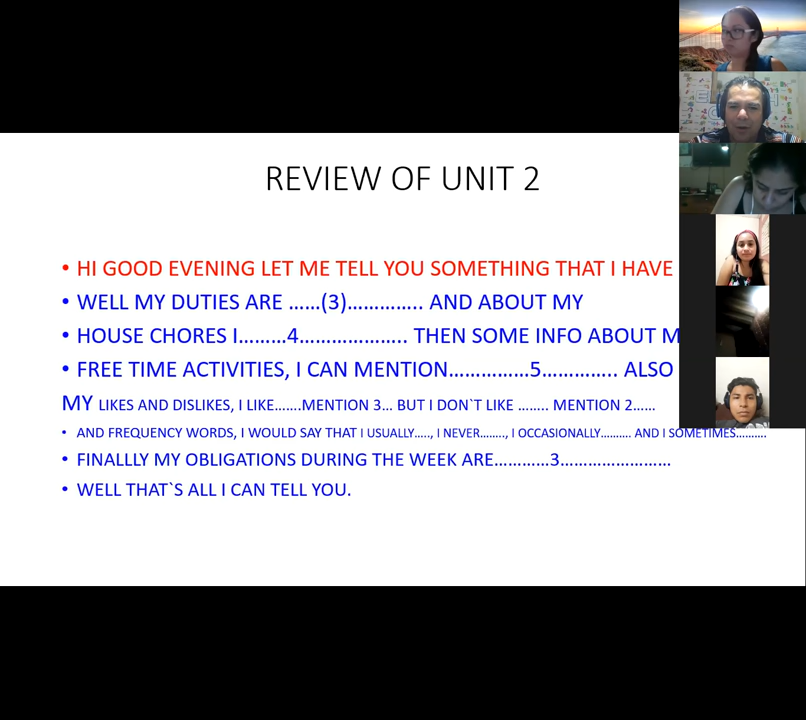 REVIEW OF UNIT 2
• HI GOOD EVENING LET ME TELL YOU SOMETHING THAT I HAVE
• WELL MY DUTIES ARE ……(3)………….. AND ABOUT MY
• HOUSE CHORES I………4……………….. THEN SOME INFO ABOUT
• FREE TIME ACTIVITIES, I CAN MENTION……………5………….. ALSO
MY LIKES AND DISLIKES, I LIKE…….MENTION 3… BUT I DON`T LIKE …….. MENTION 2……
• AND FREQUENCY WORDS, I WOULD SAY THAT I USUALLY….., I NEVER…….., I OCCASIONALLY………. AND I SOMETIMES……….
• FINALLLY MY OBLIGATIONS DURING THE WEEK ARE…………3……………………
• WELL THAT`S ALL I CAN TELL YOU.